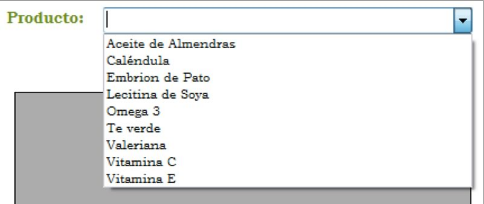 Producto:
Aceite de Almendras
Caléndula
Embrion de Pato
Lecitina de Soya
Omega 3
Te verde
Valeriana
Vitamina C
Vitamina E